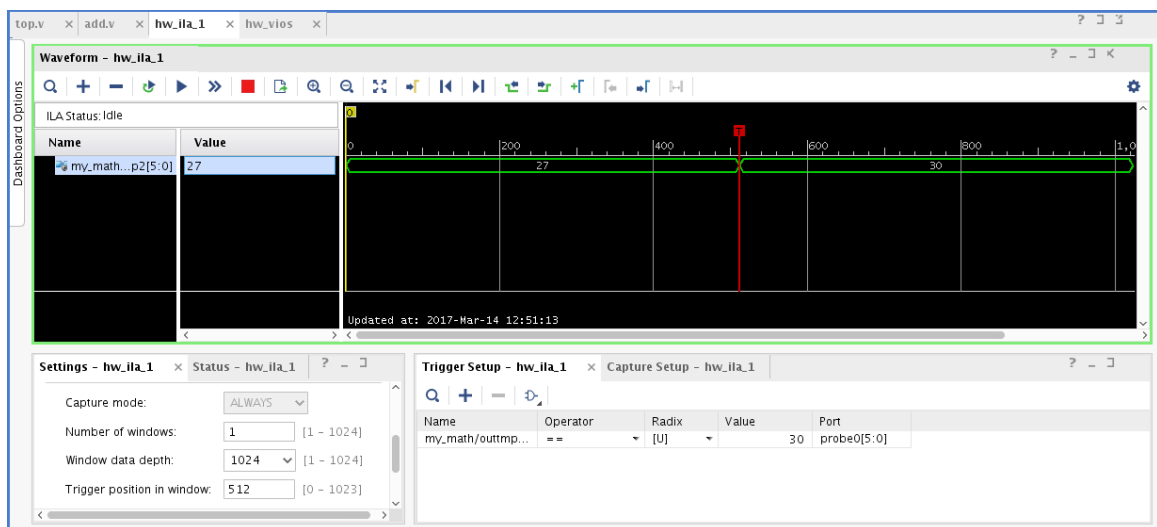 top.v × add.v × hw_ila_1 × hw_vios × ?
Dashboard Options
Waveform - hw_ila_1 ?
ILA Status: Idle
Name Value
my_math...p2[5:0] 27
0
T
0 200 400 600 800 1,0
27 30
Updated at: 2017-Mar-14 12:51:13
Settings - hw_ila_1 × Status - hw_ila_1 ?
Capture mode: ALWAYS
Number of windows: 1 [1 - 1024]
Window data depth: 1024 [1 - 1024]
Trigger position in window: 512 [0 - 1023]
Trigger Setup - hw_ila_1 × Capture Setup - hw_ila_1 ?
Name Operator Radix Value Port
my_math/outtmp... == [U] 30 probe0[5:0]